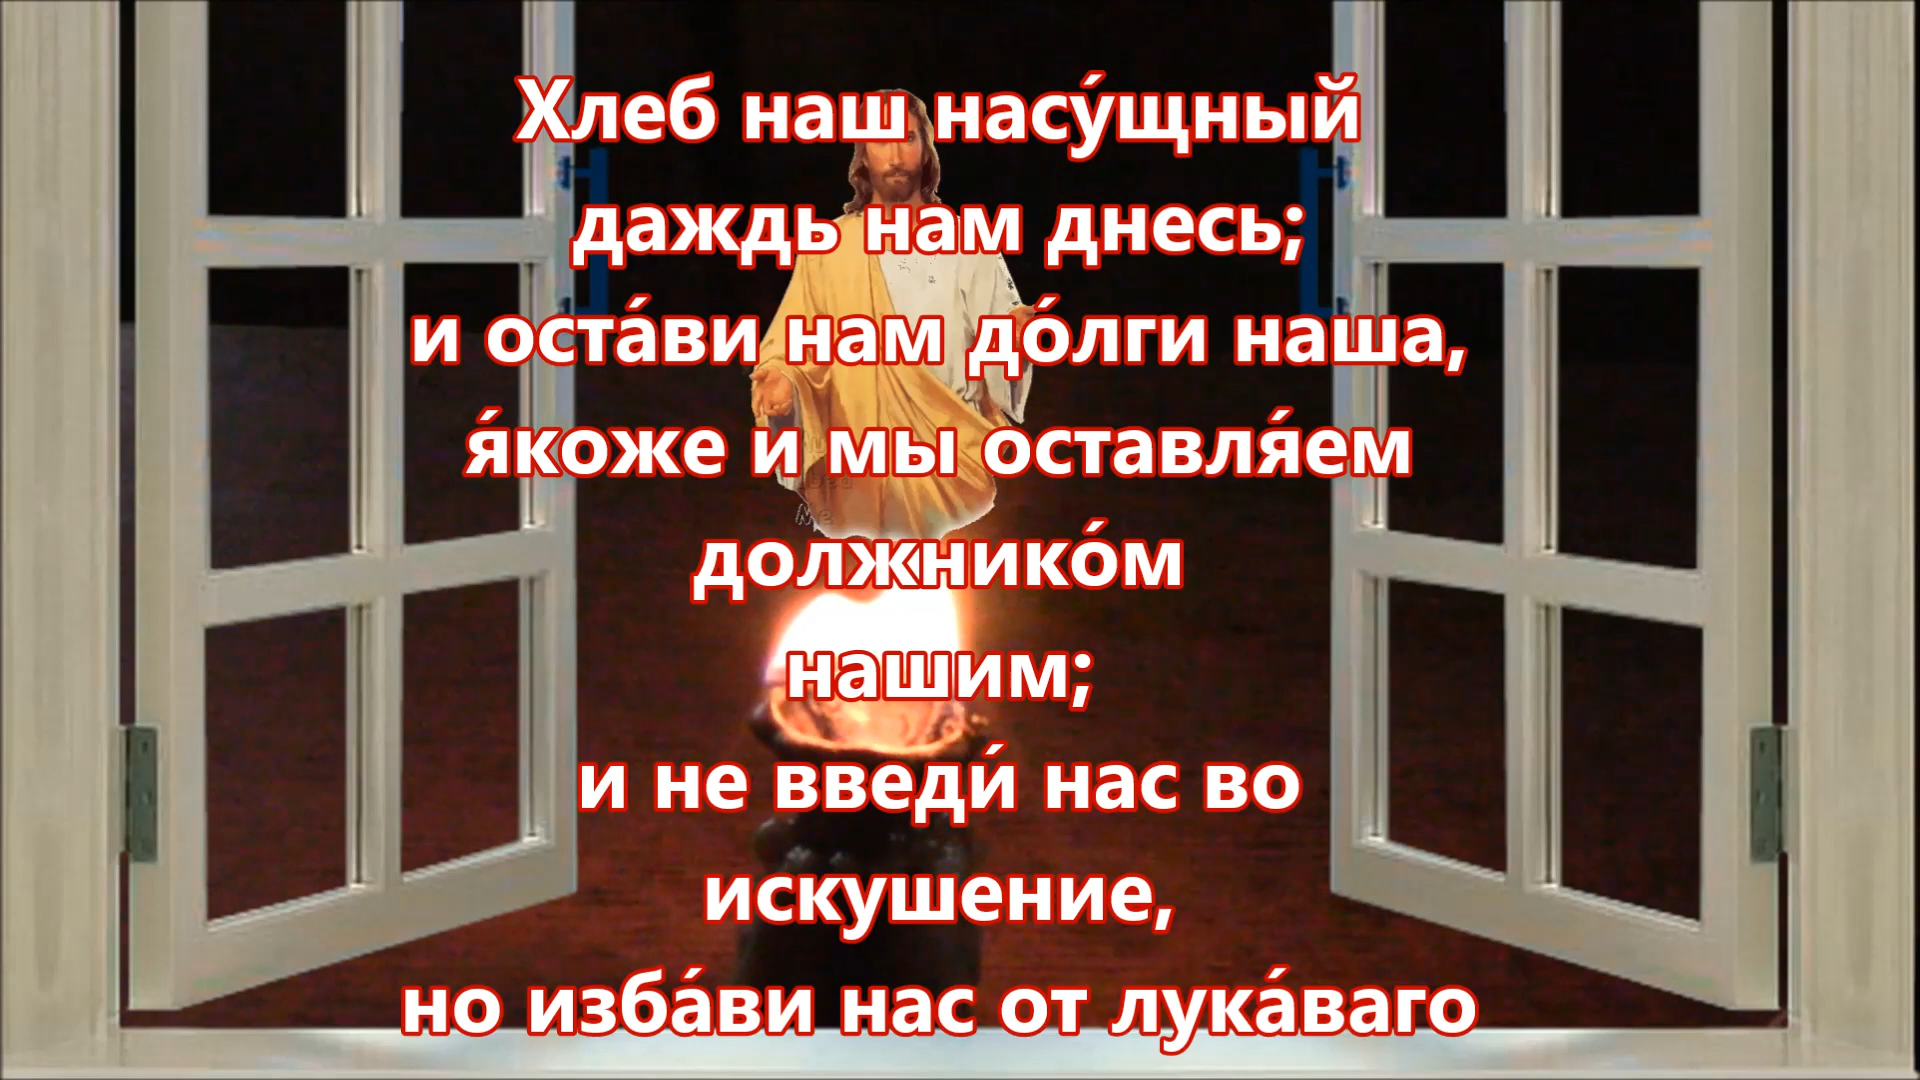 Хлеб наш насу́щный
даждь нам днесь;
и оста́ви нам до́лги наша,
я́коже и мы оставля́ем
должнико́м
нашим;
и не введи́ нас во
искушение,
но изба́ви нас от лука́ваго